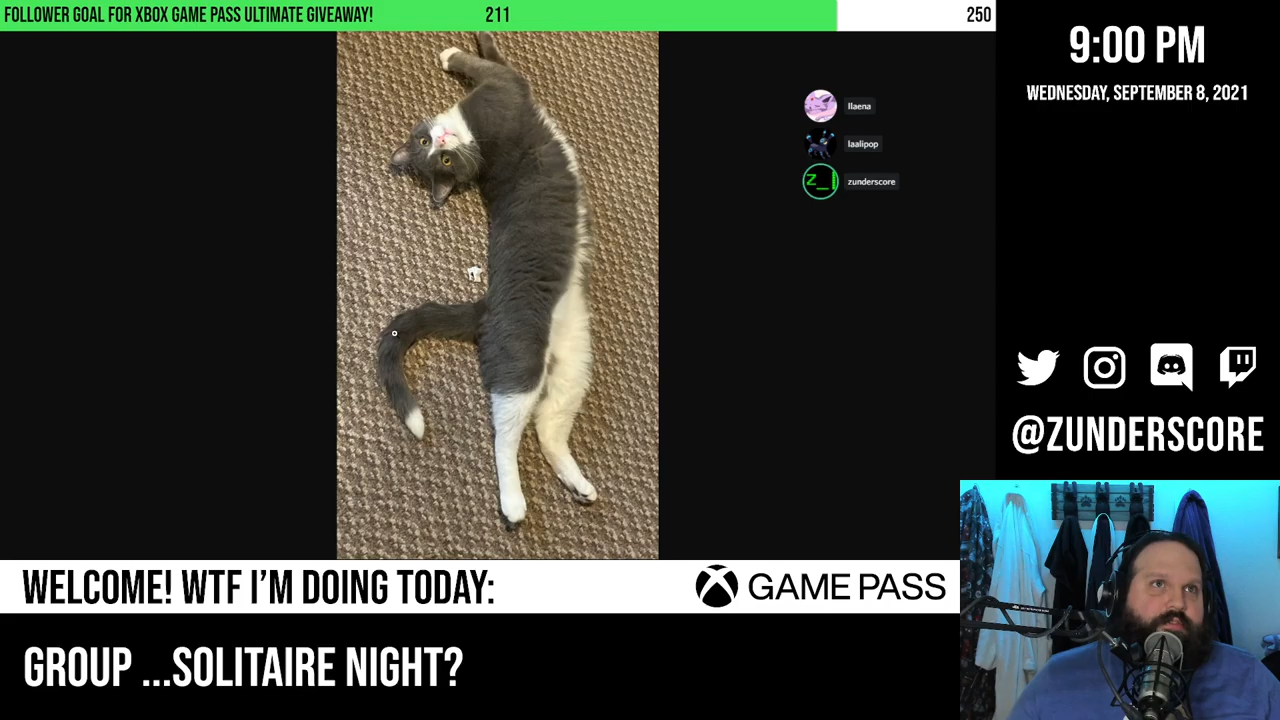 FOLLOWER GOAL FOR XBOX GAME PASS ULTIMATE GIVEAWAY! 211 250
9:00 PM
WEDNESDAY, SEPTEMBER 8, 2021
llaena
laalipop
Z_ zunderscore
@ZUNDERSCORE
WELCOME! WTF I'M DOING TODAY:
GAME PASS
GROUP ...SOLITAIRE NIGHT?